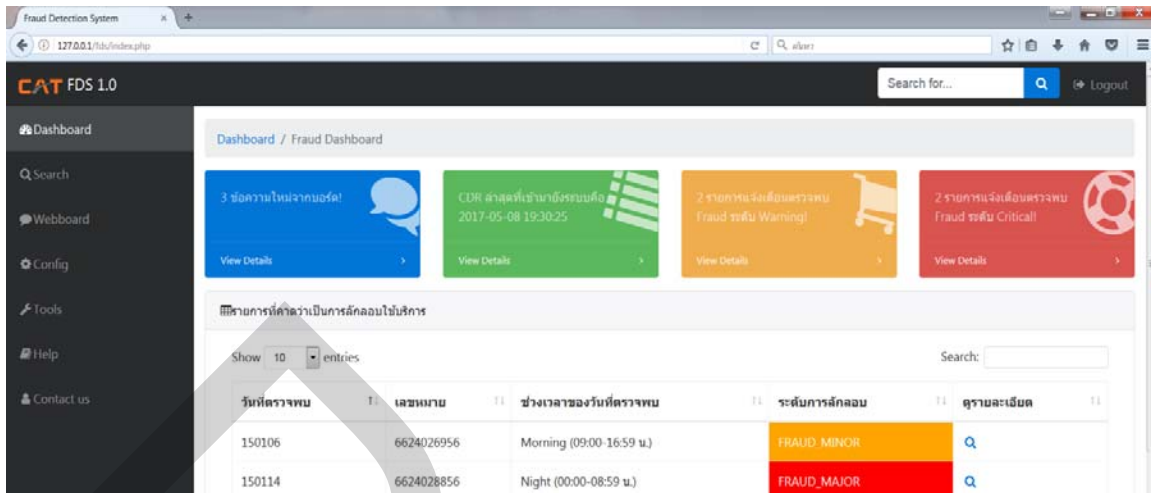 Fraud Detection System
127.0.0.1/fds/index.php
ค้นหา
CAT FDS 1.0
Search for...
Logout
Dashboard
Dashboard / Fraud Dashboard
Search
Webboard
Config
Tools
Help
Contact us
3 ข้อความใหม่จากบอร์ด!
View Details
CDR ล่าสุดที่เข้ามายังระบบคือ
2017-05-08 19:30:25
View Details
2 รายการแจ้งเตือนตรวจพบ
Fraud ระดับ Warning!
View Details
2 รายการแจ้งเตือนตรวจพบ
Fraud ระดับ Critical!
View Details
รายการที่คาดว่าเป็นการลักลอบใช้บริการ
Show 10 entries
Search:
วันที่ตรวจพบ เลขหมาย ช่วงเวลาของวันที่ตรวจพบ ระดับการลักลอบ ดูรายละเอียด
150106 6624026956 Morning (09:00-16:59 น.) FRAUD_MINOR
150114 6624028856 Night (00:00-08:59 น.) FRAUD_MAJOR